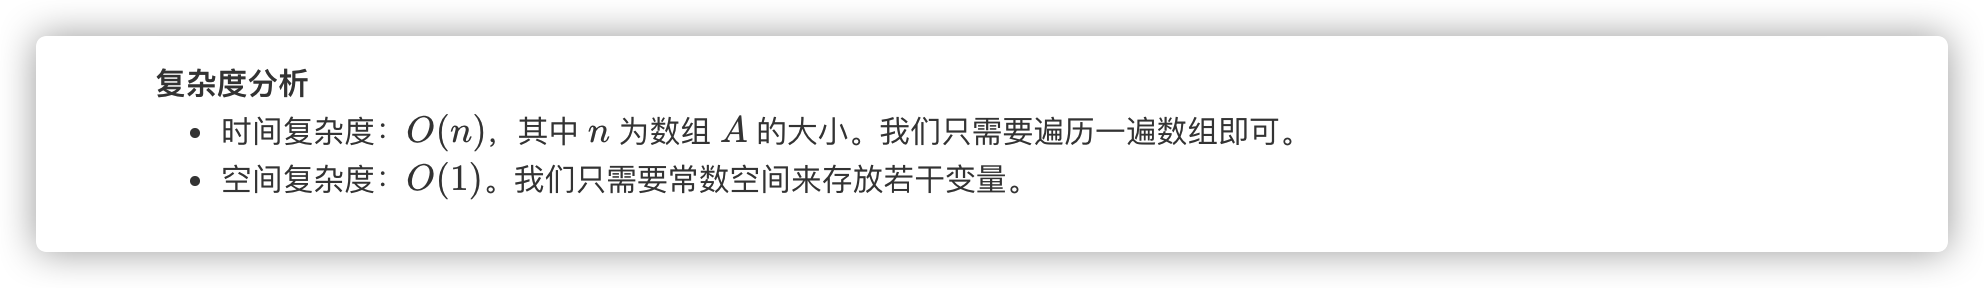 复杂度分析
• 时间复杂度：O(n)，其中 n 为数组 A 的大小。我们只需要遍历一遍数组即可。
• 空间复杂度：O(1)。我们只需要常数空间来存放若干变量。